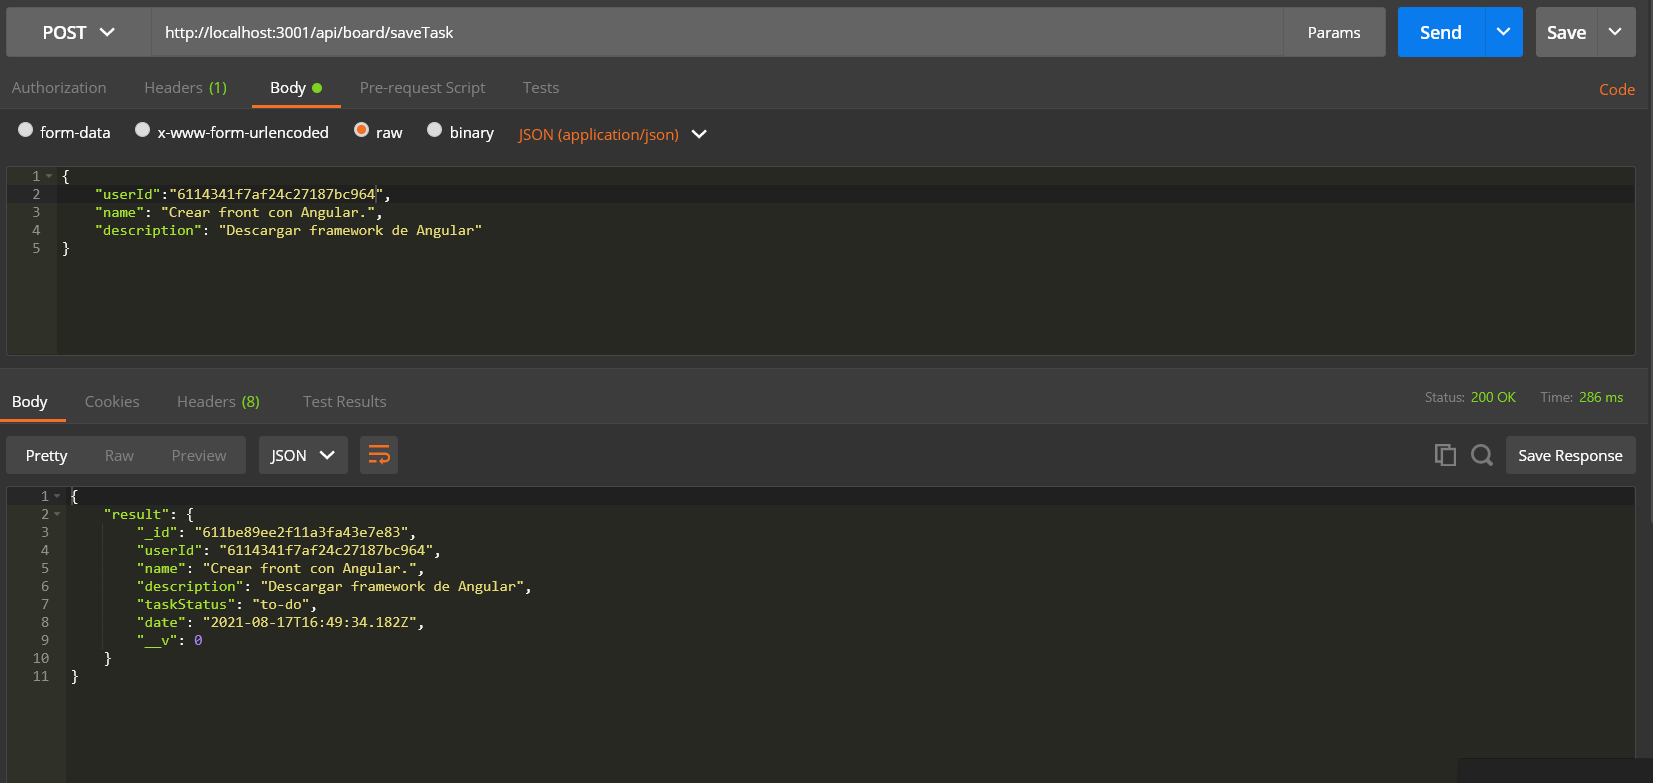 POST http://localhost:3001/api/board/saveTask Params Send Save
Authorization Headers (1) Body Pre-request Script Tests Code
form-data x-www-form-urlencoded raw binary JSON (application/json)
1 {
2 "userId":"6114341f7af24c27187bc964",
3 "name": "Crear front con Angular.",
4 "description": "Descargar framework de Angular"
5 }
Body Cookies Headers (8) Test Results Status: 200 OK Time: 286 ms
Pretty Raw Preview JSON Save Response
1 {
2 "result": {
3 "_id": "611be89ee2f11a3fa43e7e83",
4 "userId": "6114341f7af24c27187bc964",
5 "name": "Crear front con Angular.",
6 "description": "Descargar framework de Angular",
7 "taskStatus": "to-do",
8 "date": "2021-08-17T16:49:34.182Z",
9 "__v": 0
10 }
11 }